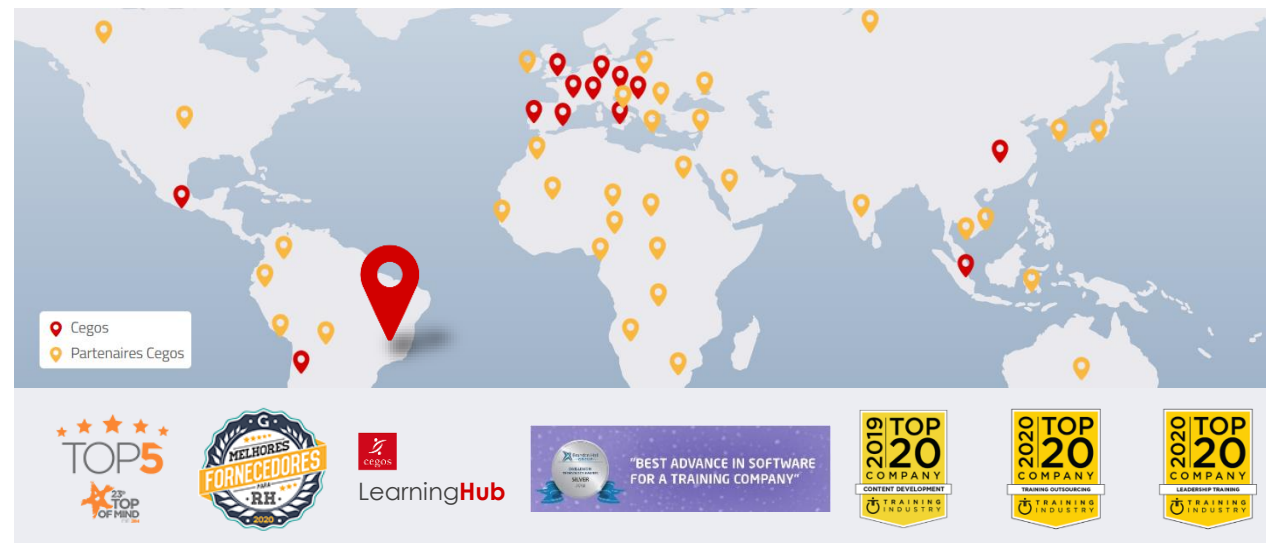 Cegos
Partenaires Cegos
TOP5
23ª
TOP
OF MIND
G
MELHORES
FORNECEDORES
PARA
RH
2020
cegos
LearningHub
SILVER
"BEST ADVANCE IN SOFTWARE
FOR A TRAINING COMPANY"
2019 TOP
20
COMPANY
CONTENT DEVELOPMENT
TRAINING
INDUSTRY
2020 TOP
20
COMPANY
TRAINING OUTSOURCING
TRAINING
INDUSTRY
2020 TOP
20
COMPANY
LEADERSHIP TRAINING
TRAINING
INDUSTRY